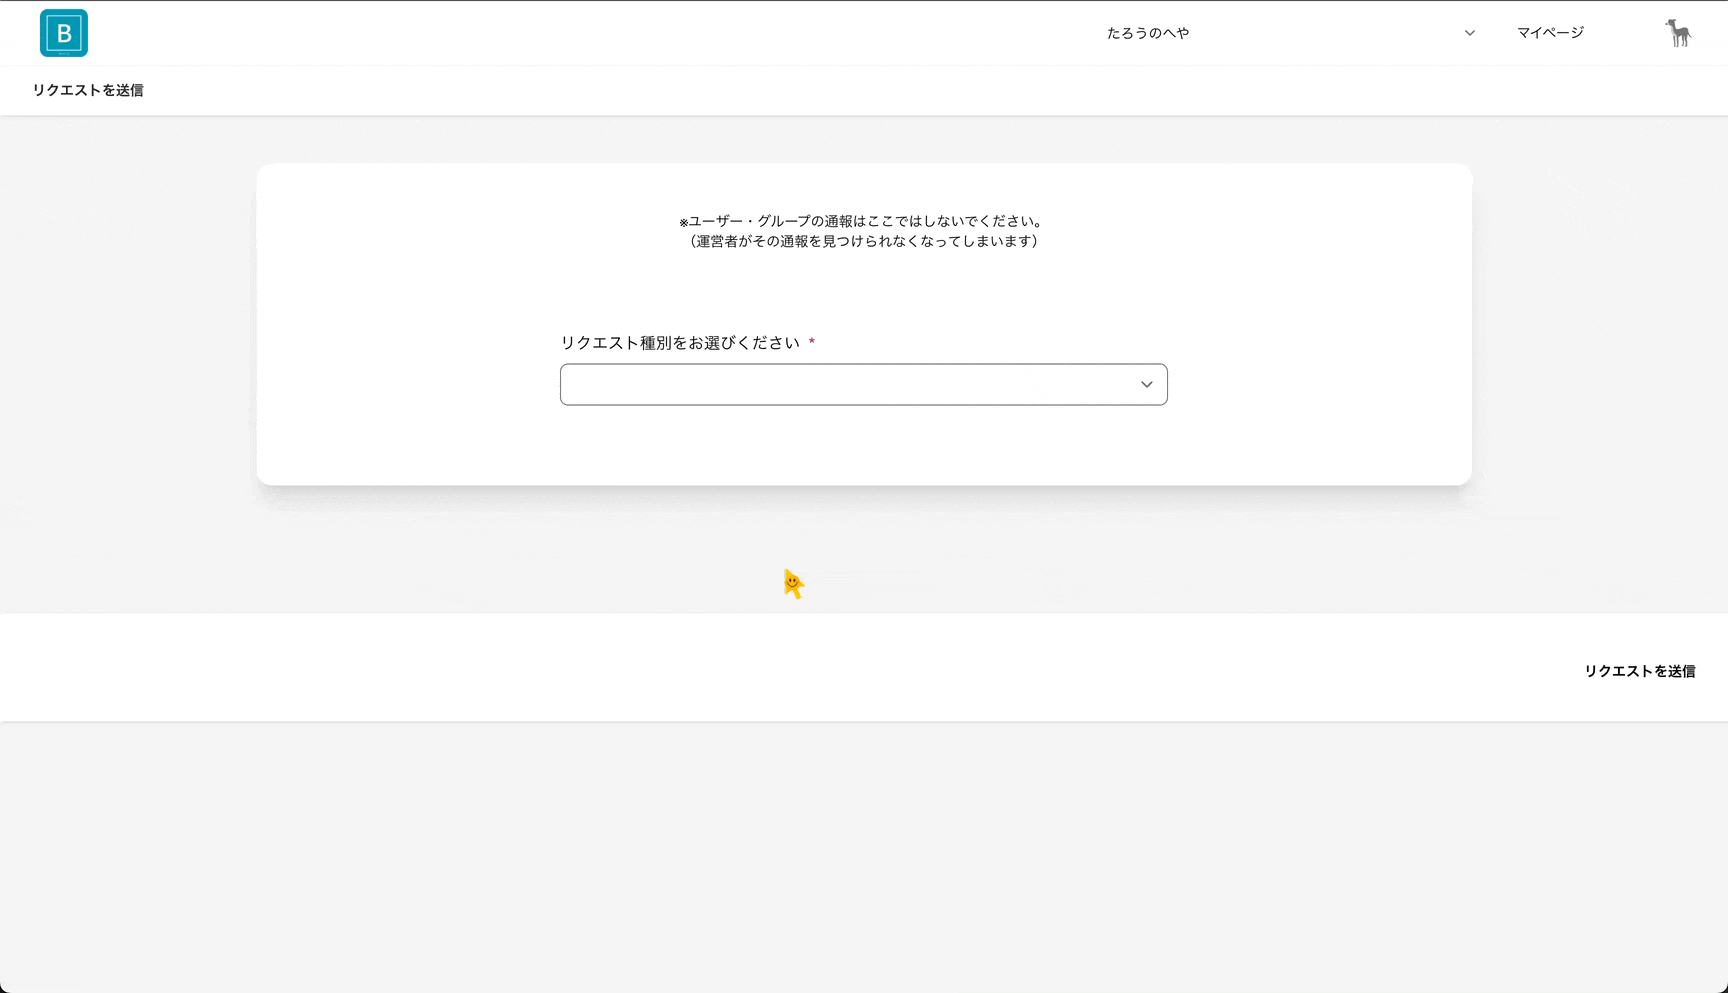 B
たろうのへや
マイページ
リクエストを送信
※ユーザー・グループの通報はここではしないでください。
（運営者がその通報を見つけられなくなってしまいます）
リクエスト種別をお選びください *
リクエストを送信